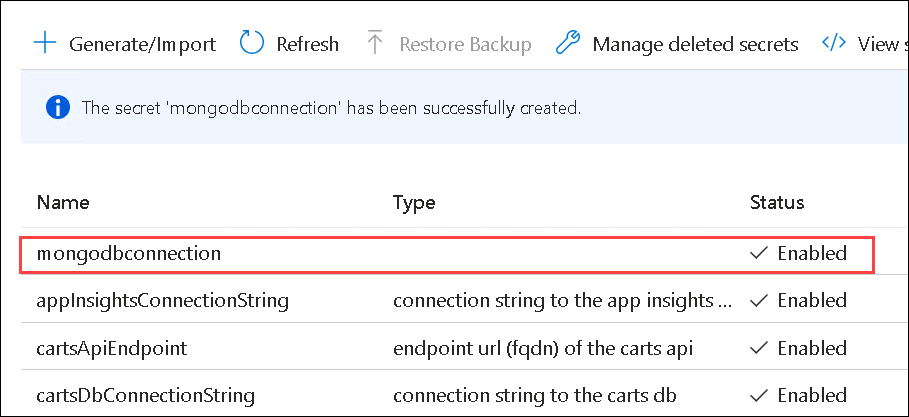 Generate/Import Refresh Restore Backup Manage deleted secrets </> View s
The secret 'mongodbconnection' has been successfully created.
Name Type Status
mongodbconnection Enabled
appInsightsConnectionString connection string to the app insights ... Enabled
cartsApiEndpoint endpoint url (fqdn) of the carts api Enabled
cartsDbConnectionString connection string to the carts db Enabled